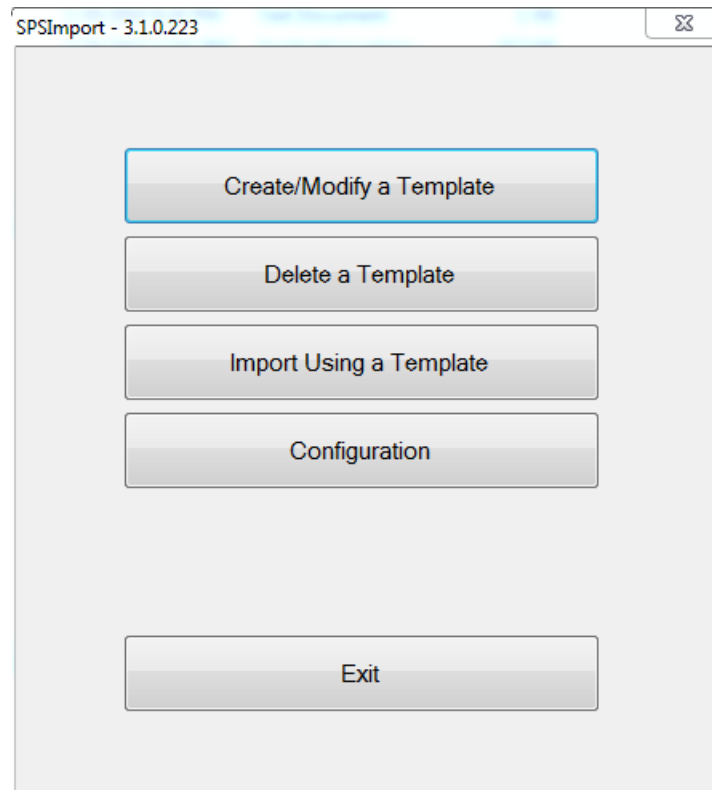 SPSImport - 3.1.0.223
Create/Modify a Template
Delete a Template
Import Using a Template
Configuration
Exit